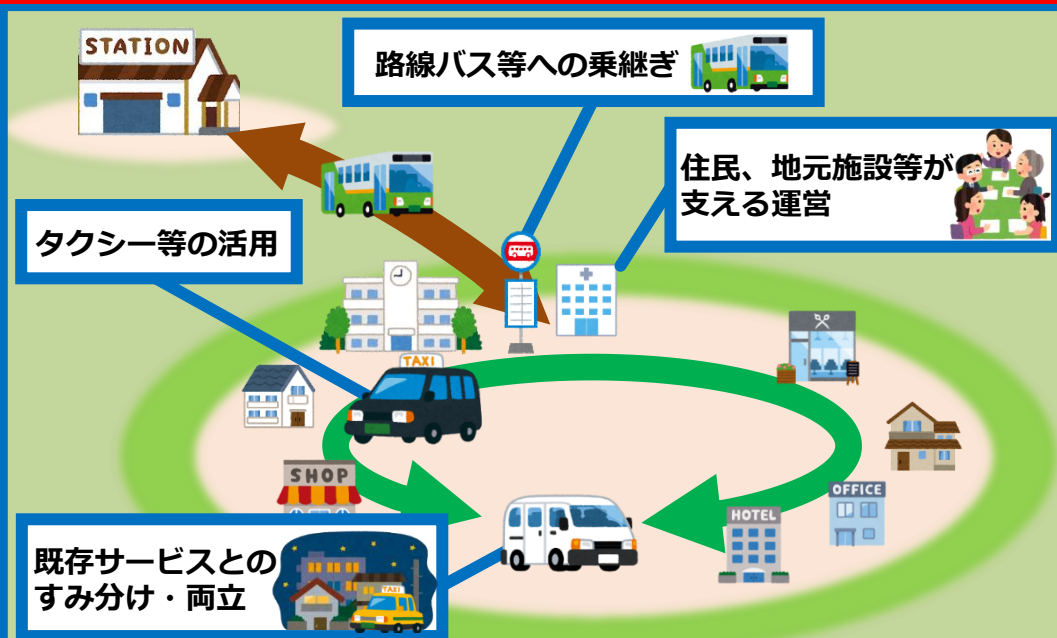 STATION
路線バス等への乗継ぎ
住民、地元施設等が
支える運営
タクシー等の活用
TAXI
SHOP
OFFICE
HOTEL
既存サービスとの
すみ分け・両立
TAXI